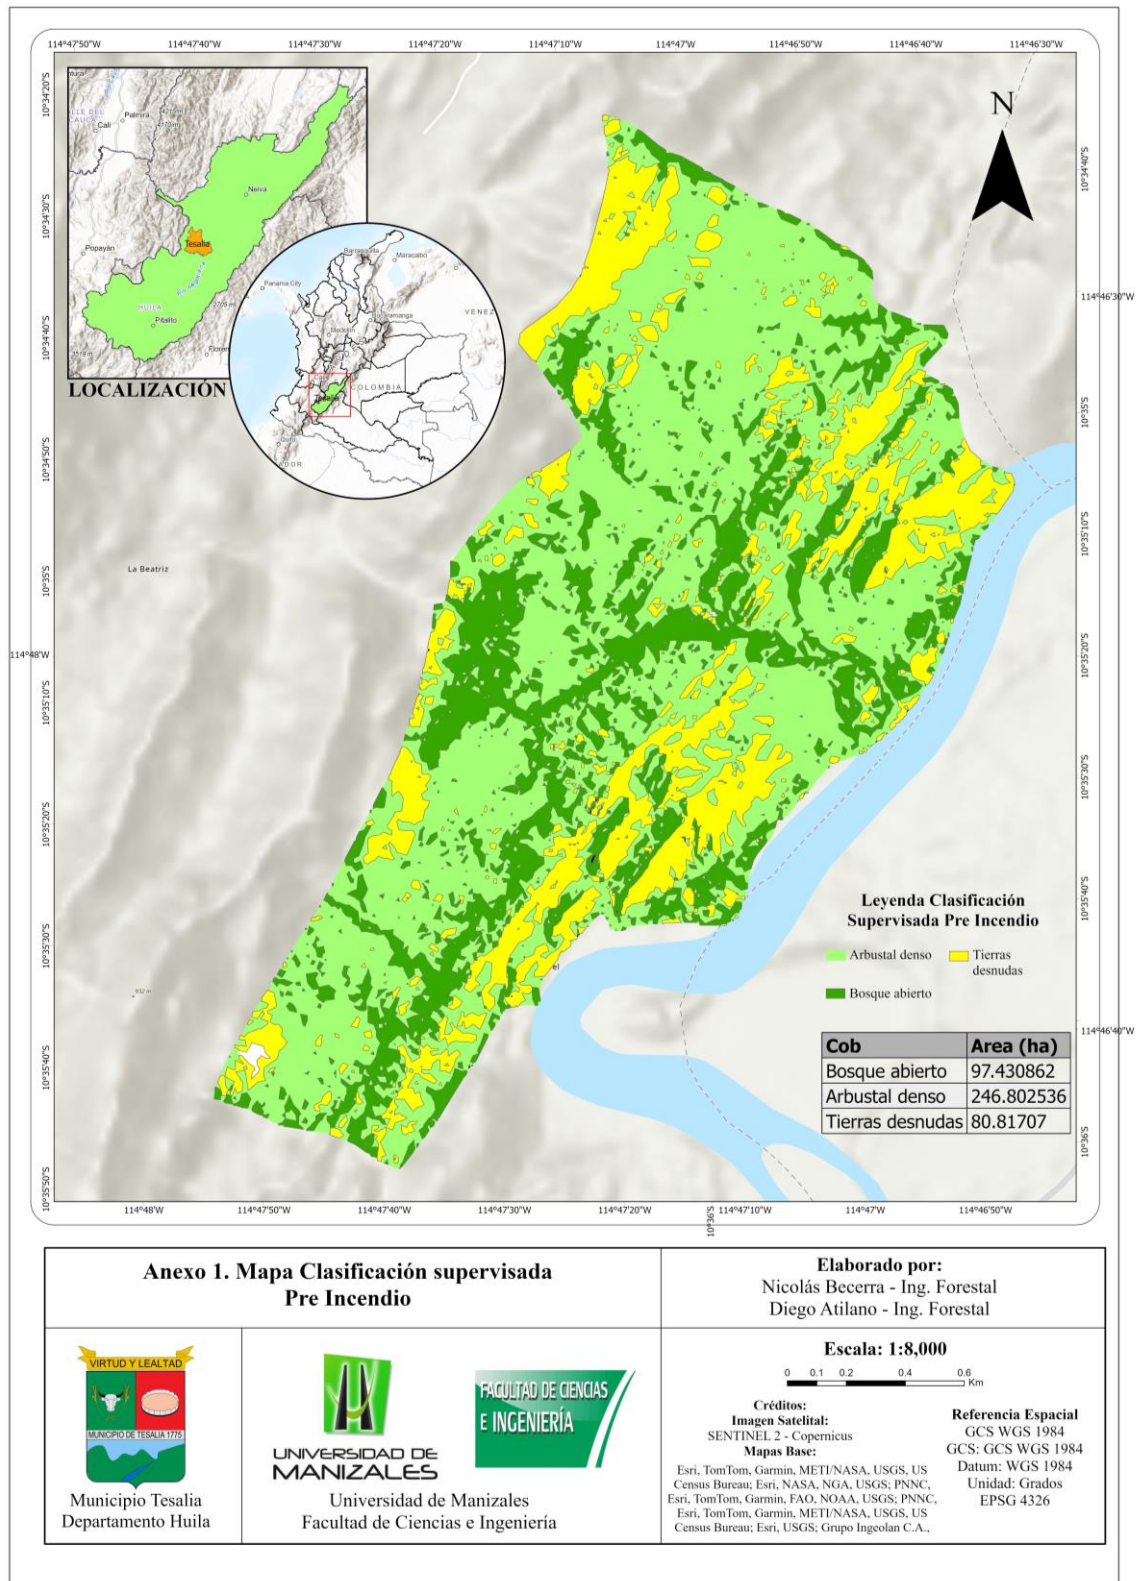 114°47'50"W 114°47'40"W 114°47'30"W 114°47'20"W 114°47'10"W 114°47'W 114°46'50"W 114°46'40"W 114°46'30"W
10°34'20"S
10°34'30"S
10°34'40"S
10°34'50"S
10°35'S
114°48'W
10°35'10"S
10°35'20"S
10°35'30"S
10°35'40"S
10°35'50"S
Palmira
Cali
Neiva
Tesalia
Popayán
HUILA
Pitalito
2705 m
LOCALIZACIÓN
Barranquilla
Maracaibo
Panama City
Bucaramanga
VENEZ
Medellín
COLOMBIA
Tesalia
Quito
ADOR
N
La Beatriz
932 m
el
10°34'40"S
114°46'30"W
10°35'S
10°35'10"S
10°35'20"S
10°35'30"S
10°35'40"S
114°46'40"W
10°36'S
Leyenda Clasificación
Supervisada Pre Incendio
Arbustal denso
Tierras
desnudas
Bosque abierto
Cob Area (ha)
Bosque abierto 97.430862
Arbustal denso 246.802536
Tierras desnudas 80.81707
114°48'W 114°47'50"W 114°47'40"W 114°47'30"W 114°47'20"W 10°36'S 114°47'10"W 114°47'W 114°46'50"W
Anexo 1. Mapa Clasificación supervisada
Pre Incendio
Elaborado por:
Nicolás Becerra - Ing. Forestal
Diego Atilano - Ing. Forestal
VIRTUD Y LEALTAD
MUNICIPIO DE TESALIA 1775
Municipio Tesalia
Departamento Huila
UNIVERSIDAD DE
MANIZALES
FACULTAD DE CIENCIAS
E INGENIERÍA
Universidad de Manizales
Facultad de Ciencias e Ingeniería
Escala: 1:8,000
0 0.1 0.2 0.4 0.6
Km
Créditos:
Imagen Satelital:
SENTINEL 2 - Copernicus
Mapas Base:
Esri, TomTom, Garmin, METI/NASA, USGS, US
Census Bureau; Esri, NASA, NGA, USGS; PNNC,
Esri, TomTom, Garmin, FAO, NOAA, USGS; PNNC,
Esri, TomTom, Garmin, METI/NASA, USGS, US
Census Bureau; Esri, USGS; Grupo Ingeolan C.A.,
Referencia Espacial
GCS WGS 1984
GCS: GCS WGS 1984
Datum: WGS 1984
Unidad: Grados
EPSG 4326